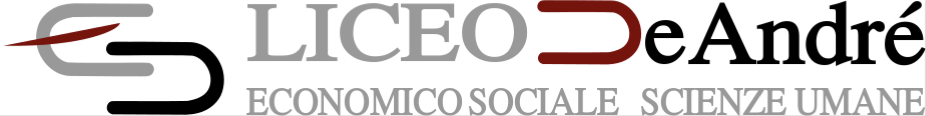 LICEO DeAndré
ECONOMICO SOCIALE SCIENZE UMANE